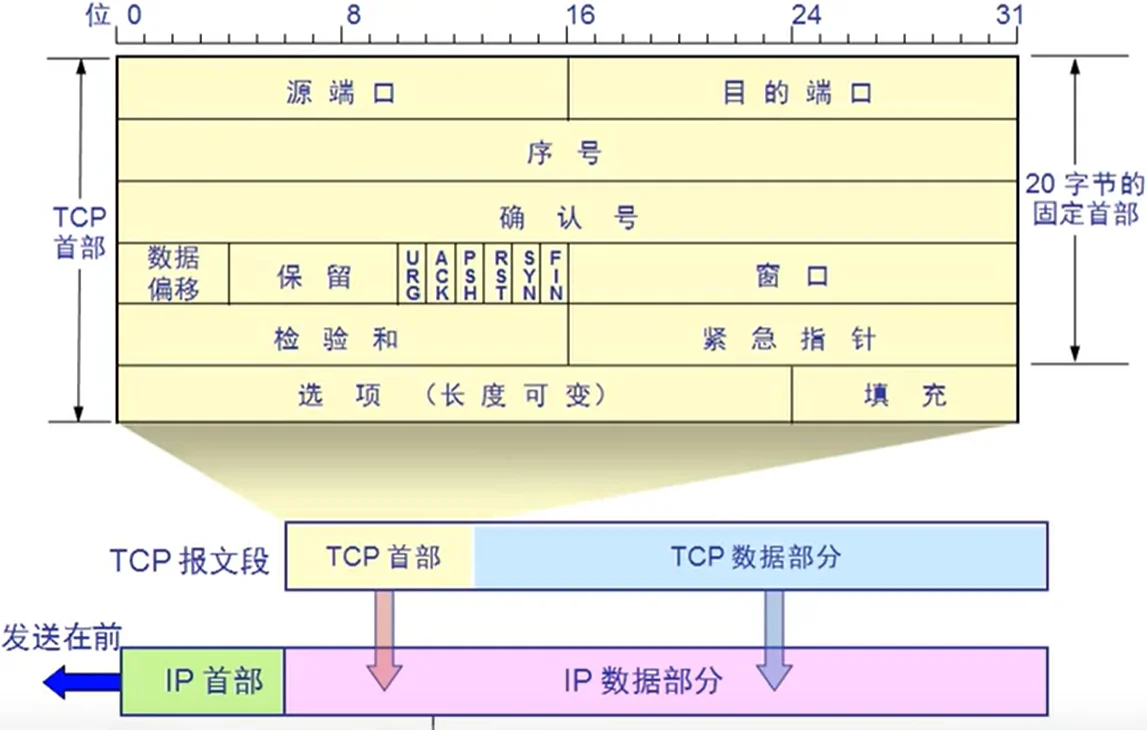 位 0 8 16 24 31
源端口 目的端口
序号
确认号
数据偏移 保留 URG ACK PSH RST SYN FIN 窗口
检验和 紧急指针
选项（长度可变） 填充
TCP
首部
20 字节的
固定首部
TCP 报文段 TCP 首部 TCP 数据部分
发送在前
IP 首部 IP 数据部分